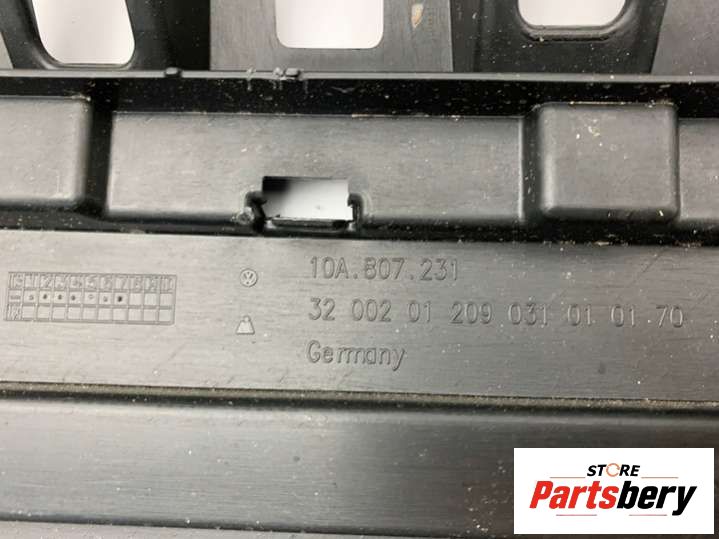 10A.807.231
32 002 01 209 031 01 01 70
Germany
STORE
Partsbery